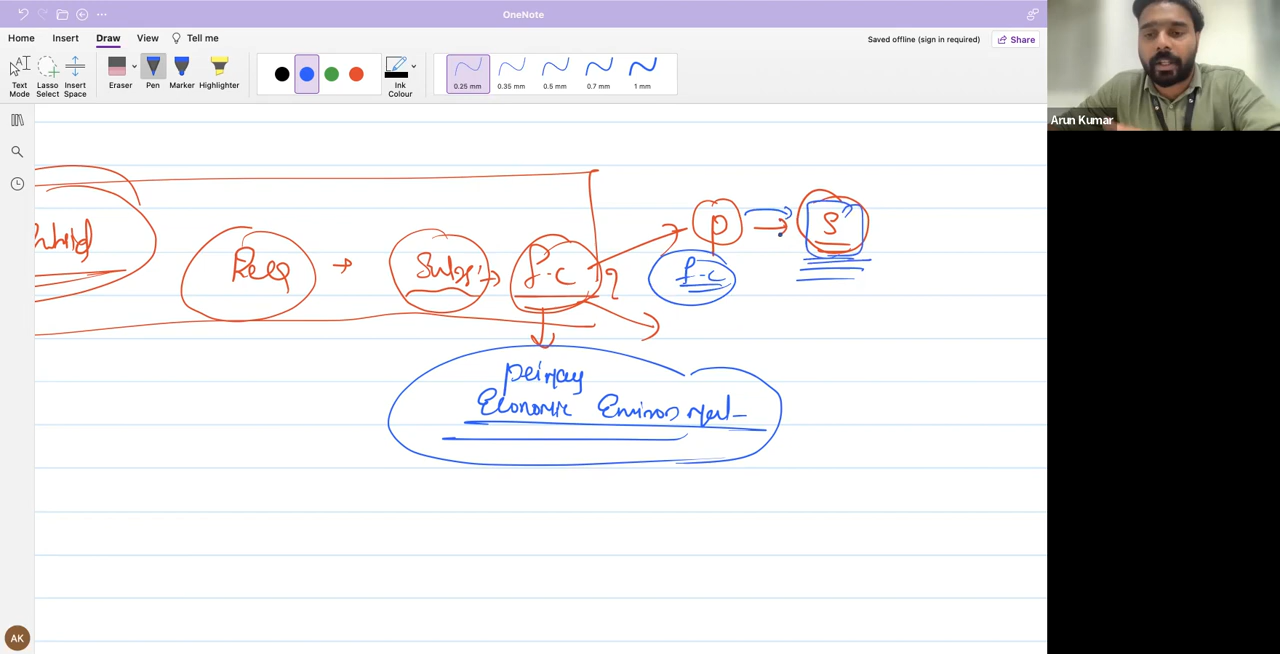 OneNote
Home Insert Draw View Tell me
Saved offline (sign in required) Share
Text Mode
Lasso Select
Insert Space
Eraser
Pen
Marker
Highlighter
Ink Colour
0.25 mm 0.35 mm 0.5 mm 0.7 mm 1 mm
Arun Kumar
P → S
Req → Subsi → f.c
f.c
Primary
Economic Environment
AK